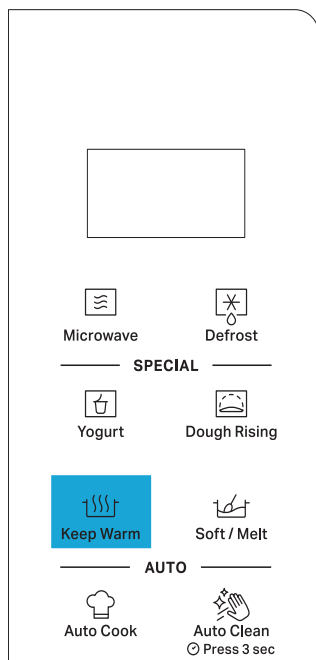 Microwave Defrost
SPECIAL
Yogurt Dough Rising
Keep Warm Soft / Melt
AUTO
Auto Cook Auto Clean
Press 3 sec